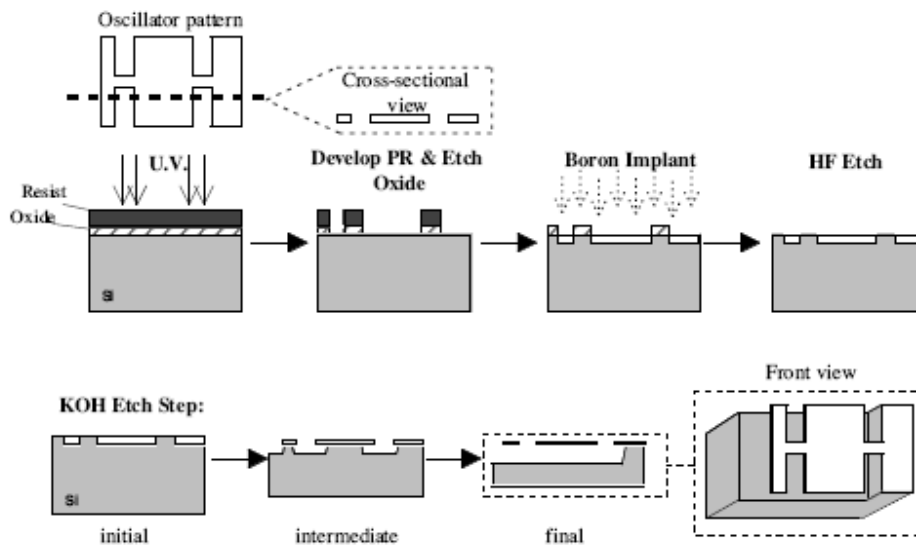 Oscillator pattern
Cross-sectional
view
U.V.
Develop PR & Etch
Oxide
Boron Implant
HF Etch
Resist
Oxide
Si
Front view
KOH Etch Step:
Si
initial
intermediate
final